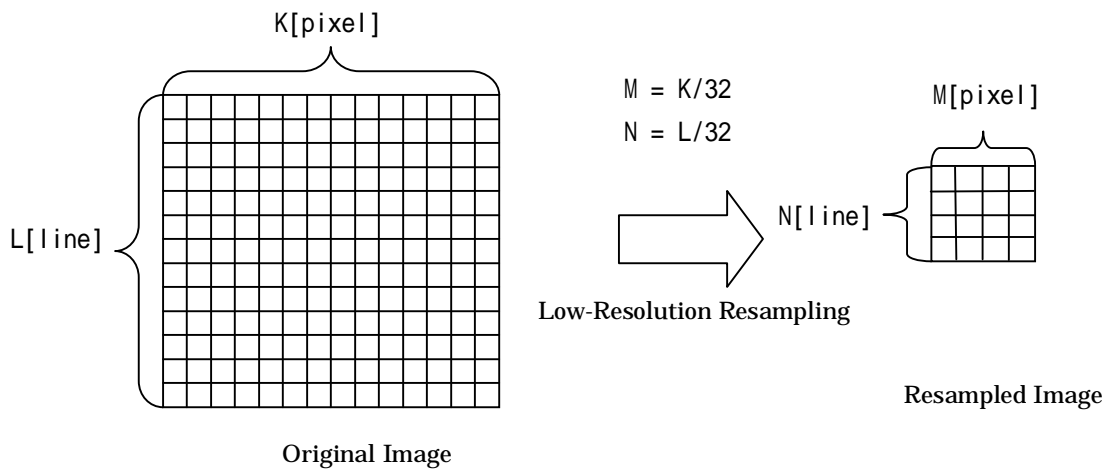 K[pixel]
M = K/32
N = L/32
M[pixel]
L[line]
N[line]
Low-Resolution Resampling
Resampled Image
Original Image